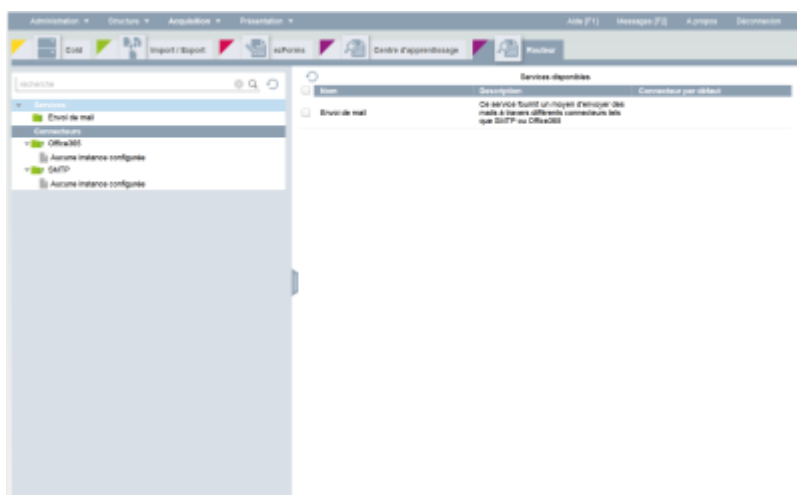 Administration ▾ Structure ▾ Acquisition ▾ Présentation ▾ Aide (F1) Messages (F2) A propos Déconnexion
Cold Import / Export esForms Centre d'apprentissage Routeur
recherche
Services disponibles
Nom Description Connecteur par défaut
Services
Envoi de mail
Connecteurs
Office365
Aucune instance configurée
SMTP
Aucune instance configurée
Envoi de mail
Ce service fournit un moyen d'envoyer des
mails à travers différents connecteurs tels
que SMTP ou Office365